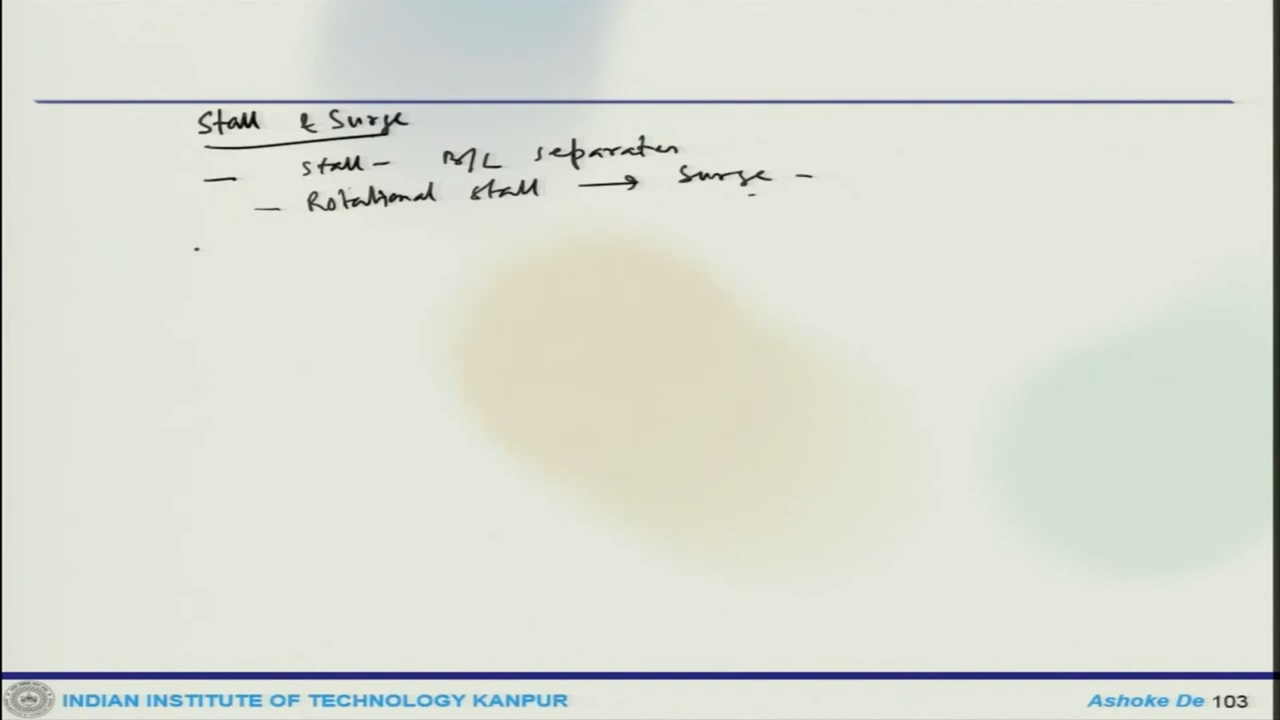 Stall & Surge
— Stall - B/L separation
— Rotational stall → Surge -
INDIAN INSTITUTE OF TECHNOLOGY KANPUR
Ashoke De 103